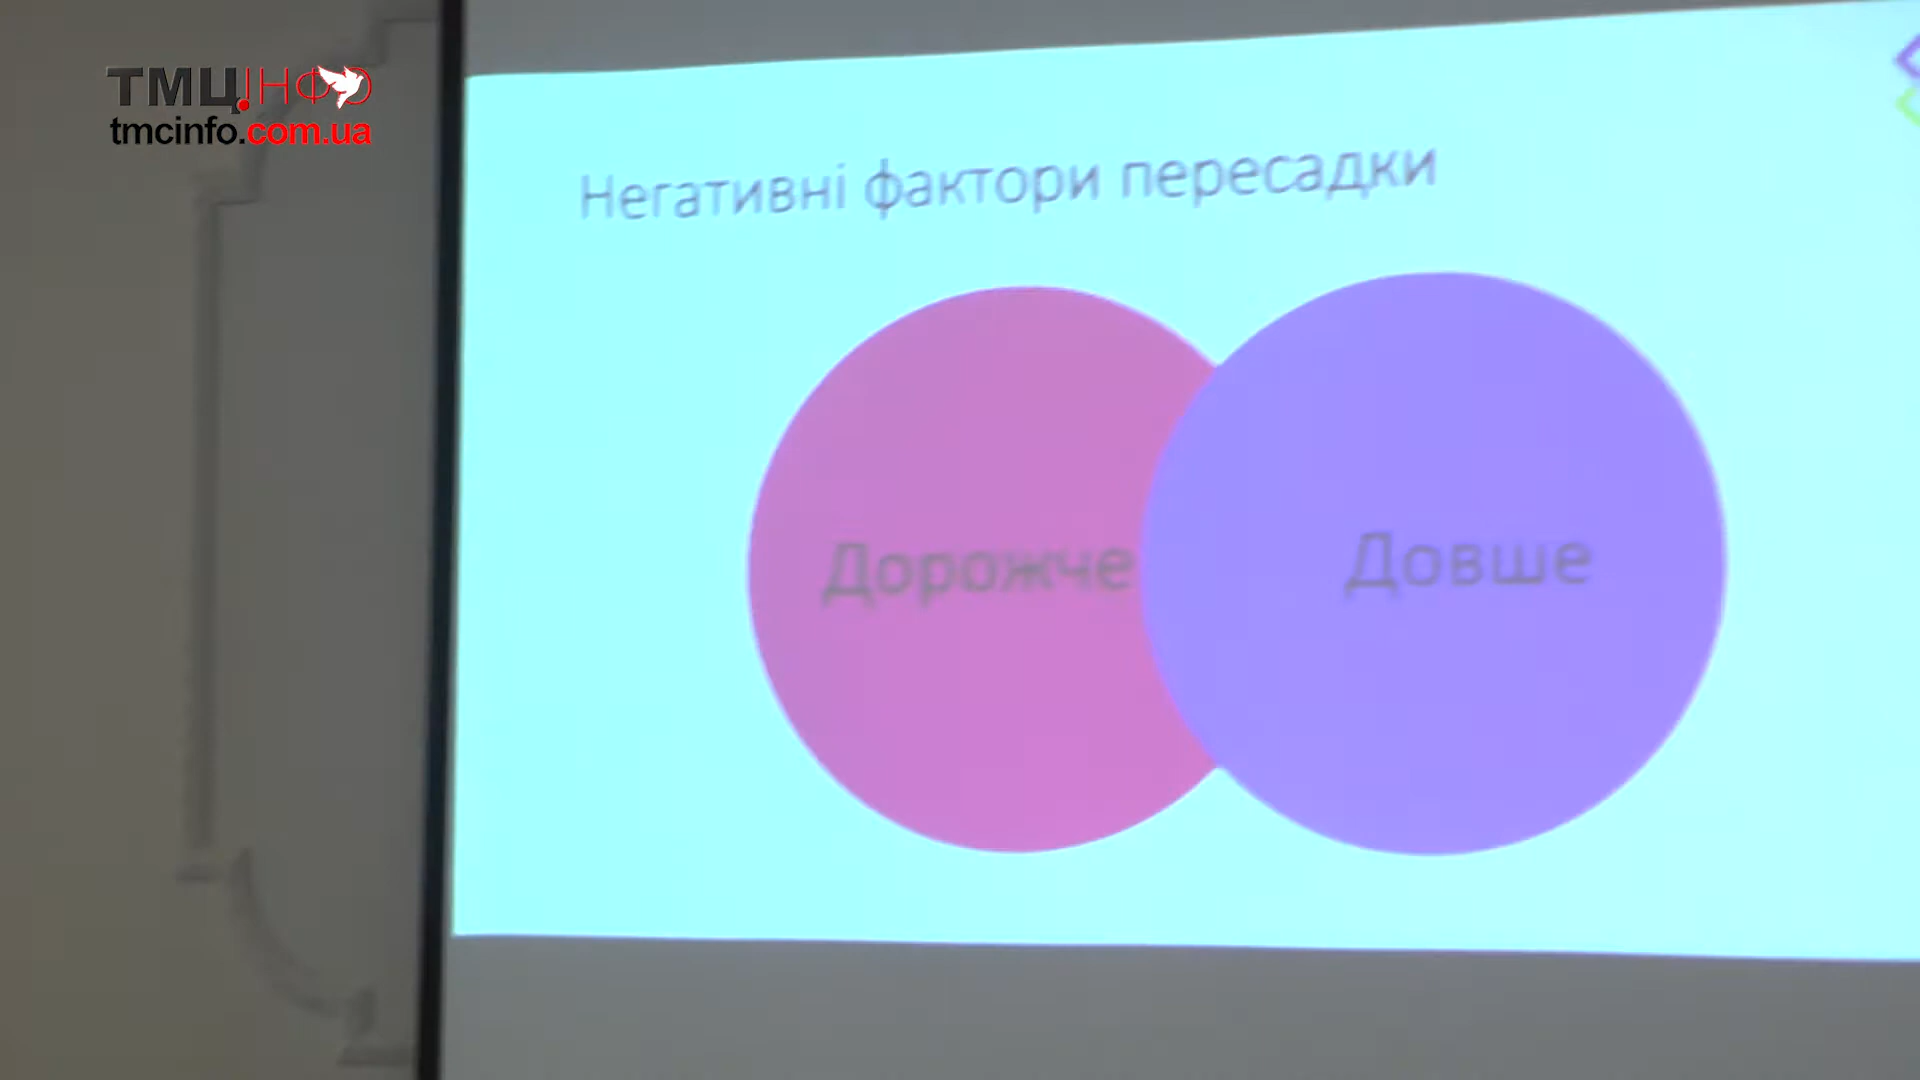 ТМЦ.ІНФО
tmcinfo.com.ua
Негативні фактори пересадки
Дорожче
Довше